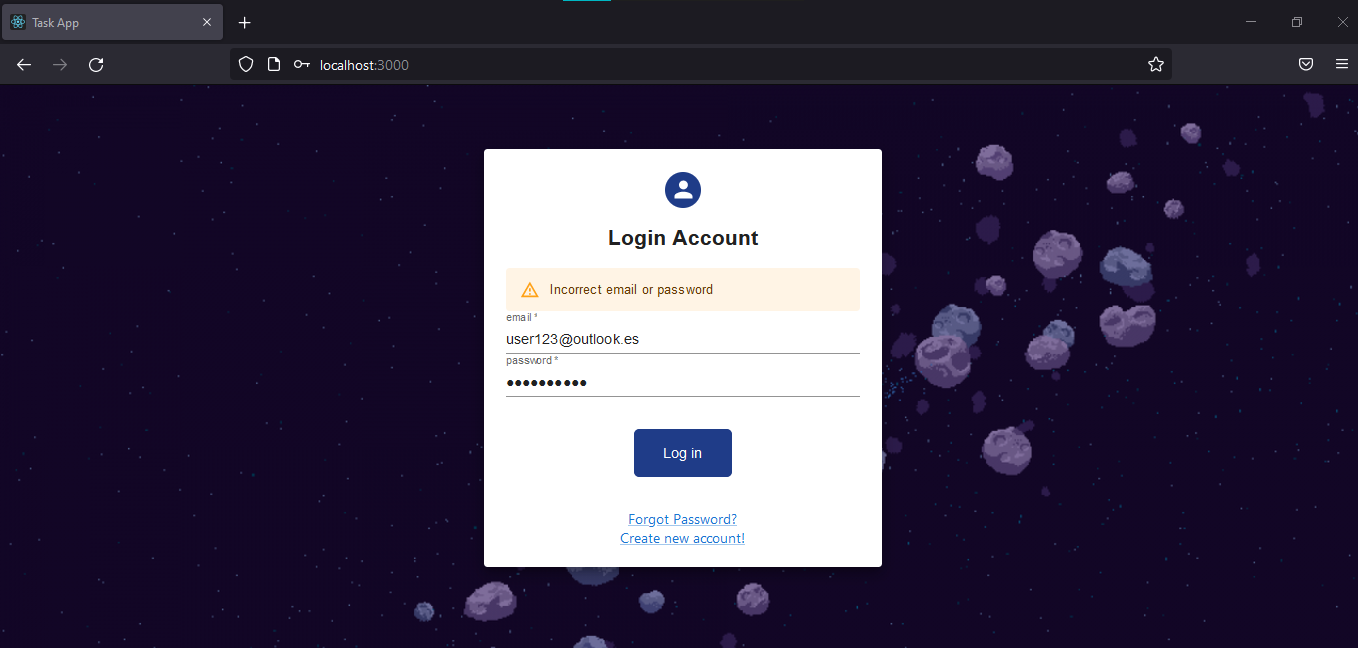 Task App
localhost:3000
Login Account
Incorrect email or password
email *
user123@outlook.es
password *
••••••••••
Log in
Forgot Password?
Create new account!